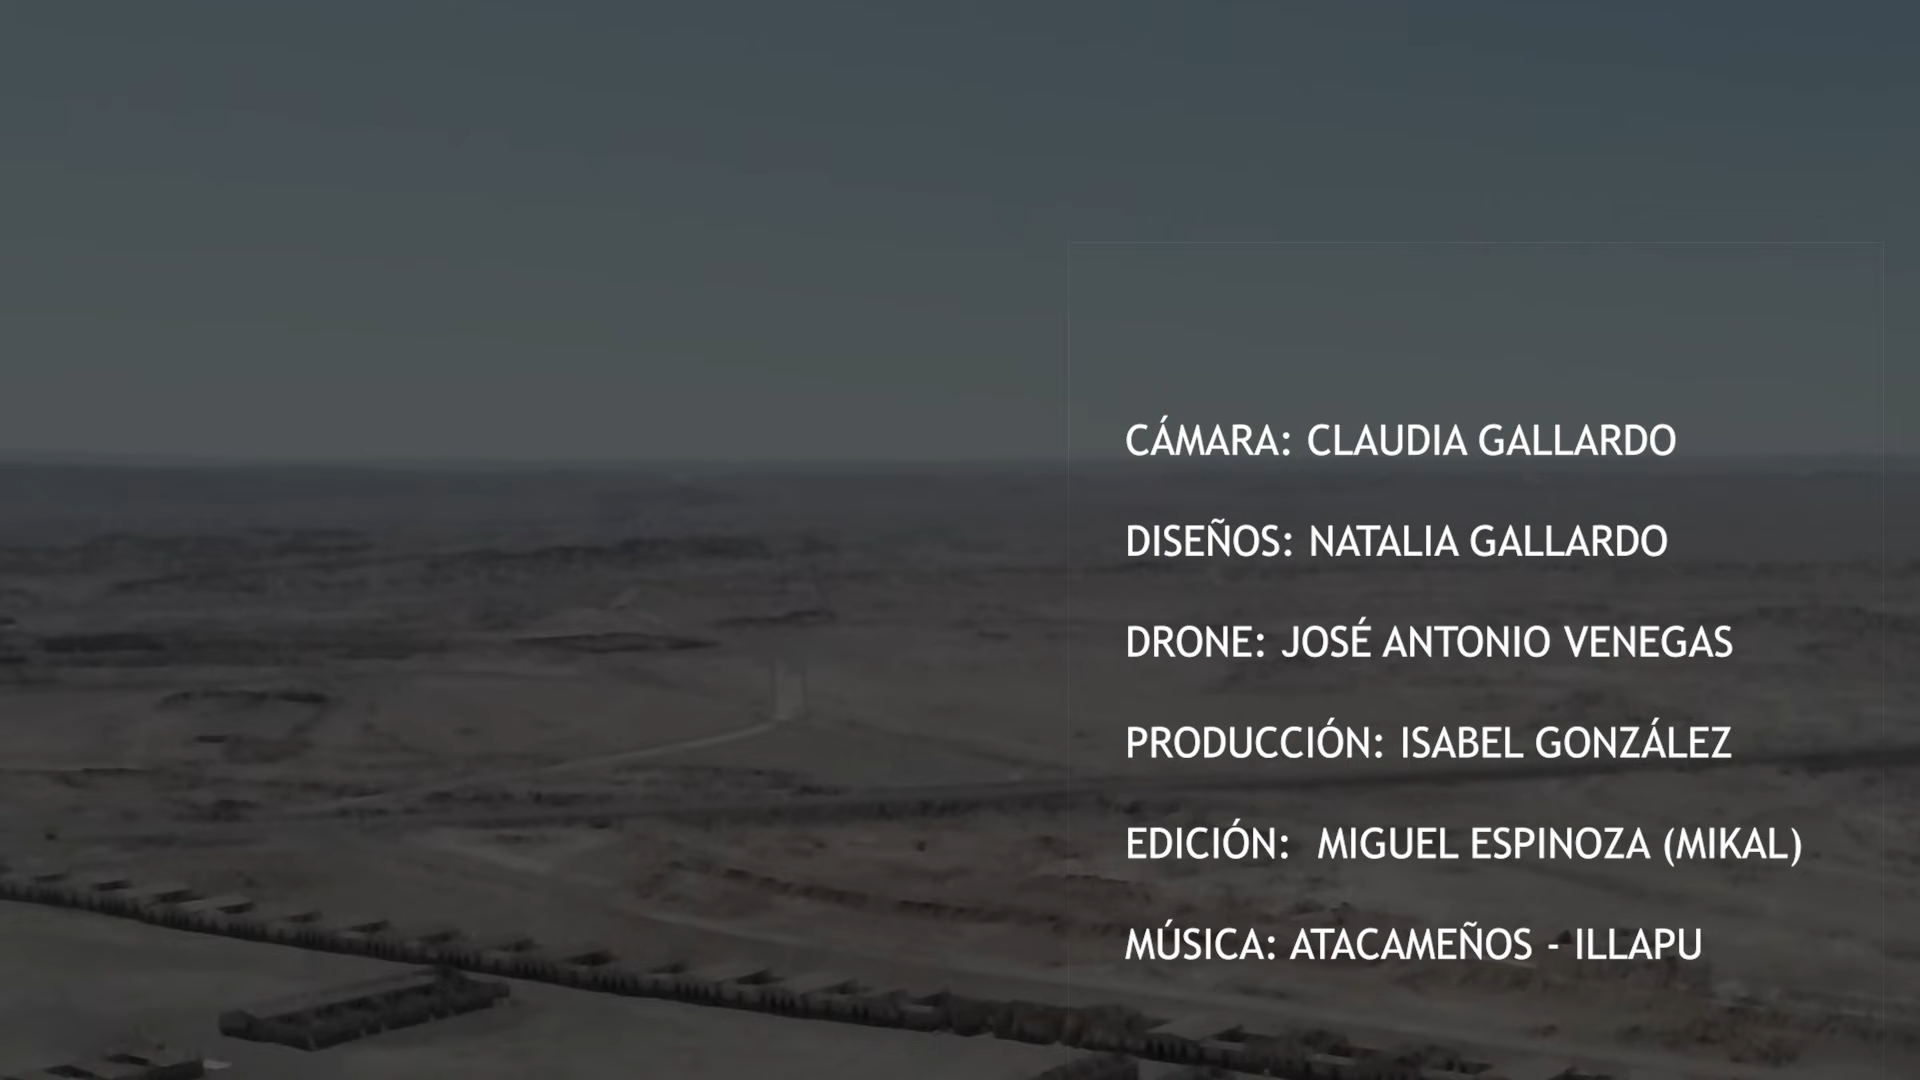 CÁMARA: CLAUDIA GALLARDO
DISEÑOS: NATALIA GALLARDO
DRONE: JOSÉ ANTONIO VENEGAS
PRODUCCIÓN: ISABEL GONZÁLEZ
EDICIÓN: MIGUEL ESPINOZA (MIKAL)
MÚSICA: ATACAMEÑOS - ILLAPU